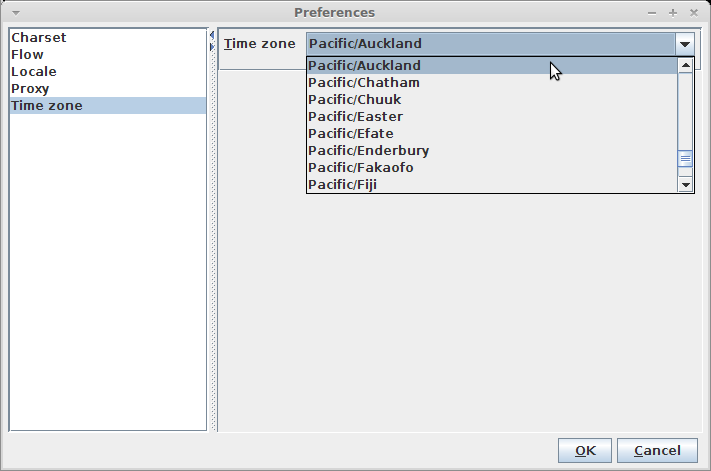 Preferences
Charset
Flow
Locale
Proxy
Time zone
Time zone Pacific/Auckland
Pacific/Auckland
Pacific/Chatham
Pacific/Chuuk
Pacific/Easter
Pacific/Efate
Pacific/Enderbury
Pacific/Fakaofo
Pacific/Fiji
OK Cancel